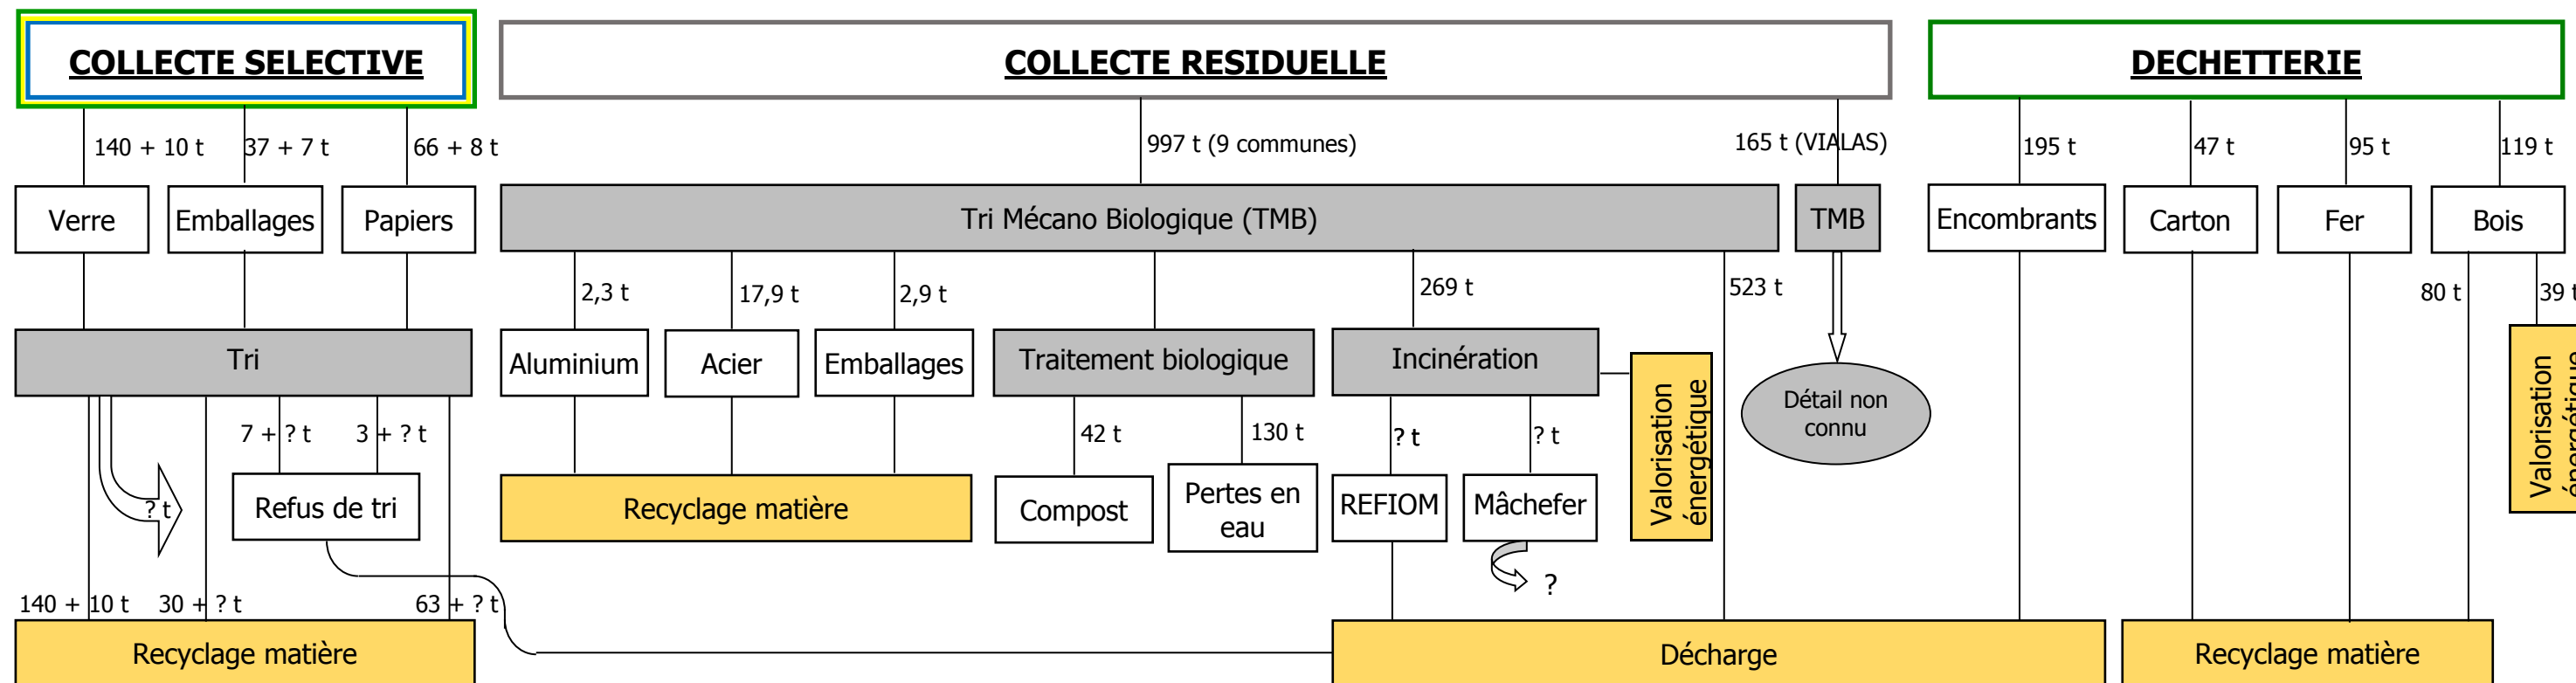 COLLECTE SELECTIVE
COLLECTE RESIDUELLE
DECHETTERIE
140 + 10 t
37 + 7 t
66 + 8 t
997 t (9 communes)
165 t (VIALAS)
195 t
47 t
95 t
119 t
Verre
Emballages
Papiers
Tri Mécano Biologique (TMB)
TMB
Encombrants
Carton
Fer
Bois
2,3 t
17,9 t
2,9 t
269 t
523 t
80 t
39 t
Tri
Aluminium
Acier
Emballages
Traitement biologique
Incinération
Valorisation
énergétique
Détail non
connu
Valorisation
énergétique
7 + ? t
3 + ? t
42 t
130 t
? t
? t
? t
Refus de tri
Recyclage matière
Compost
Pertes en
eau
REFIOM
Mâchefer
?
140 + 10 t
30 + ? t
63 + ? t
Recyclage matière
Décharge
Recyclage matière